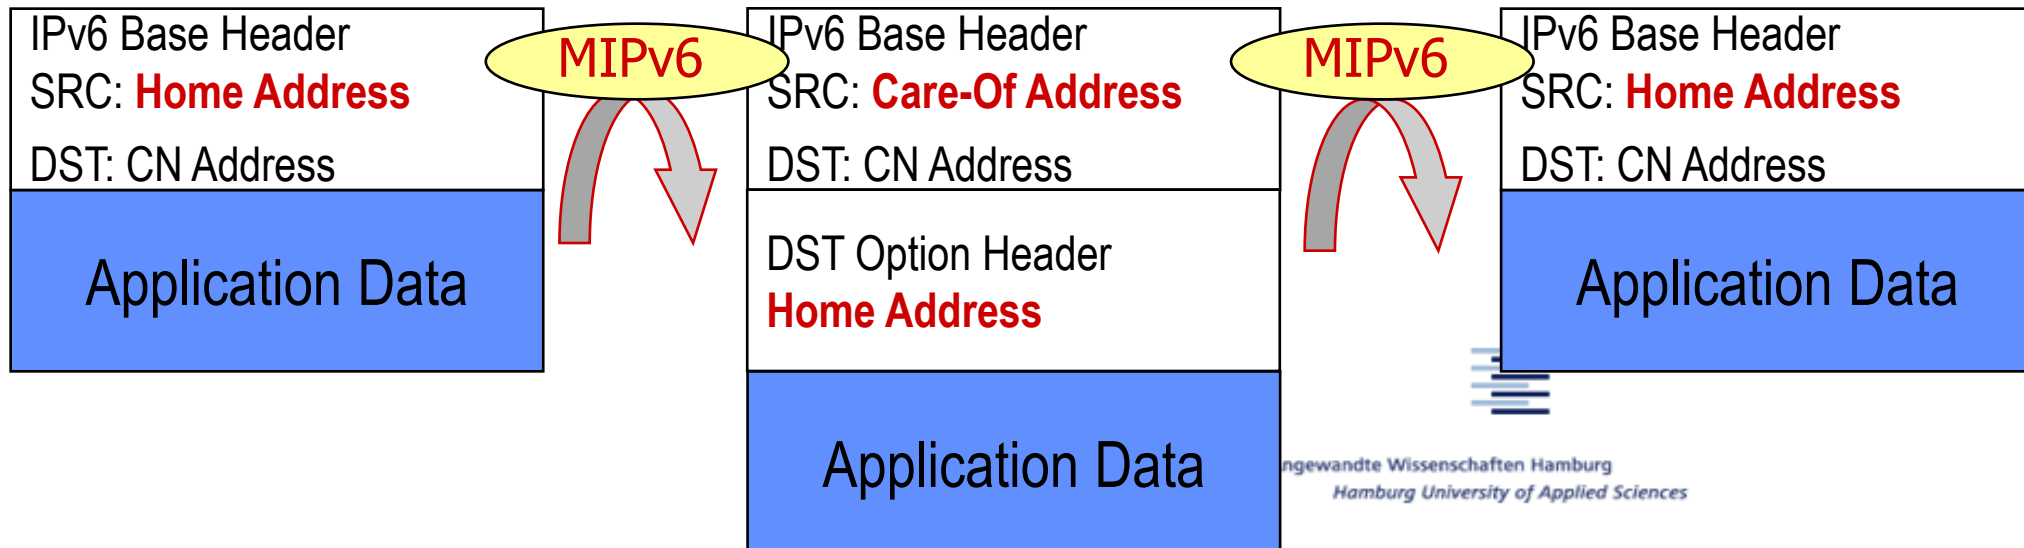 IPv6 Base Header
SRC: Home Address
DST: CN Address
Application Data
MIPv6
IPv6 Base Header
SRC: Care-Of Address
DST: CN Address
DST Option Header
Home Address
Application Data
MIPv6
IPv6 Base Header
SRC: Home Address
DST: CN Address
Application Data
ngewandte Wissenschaften Hamburg
Hamburg University of Applied Sciences